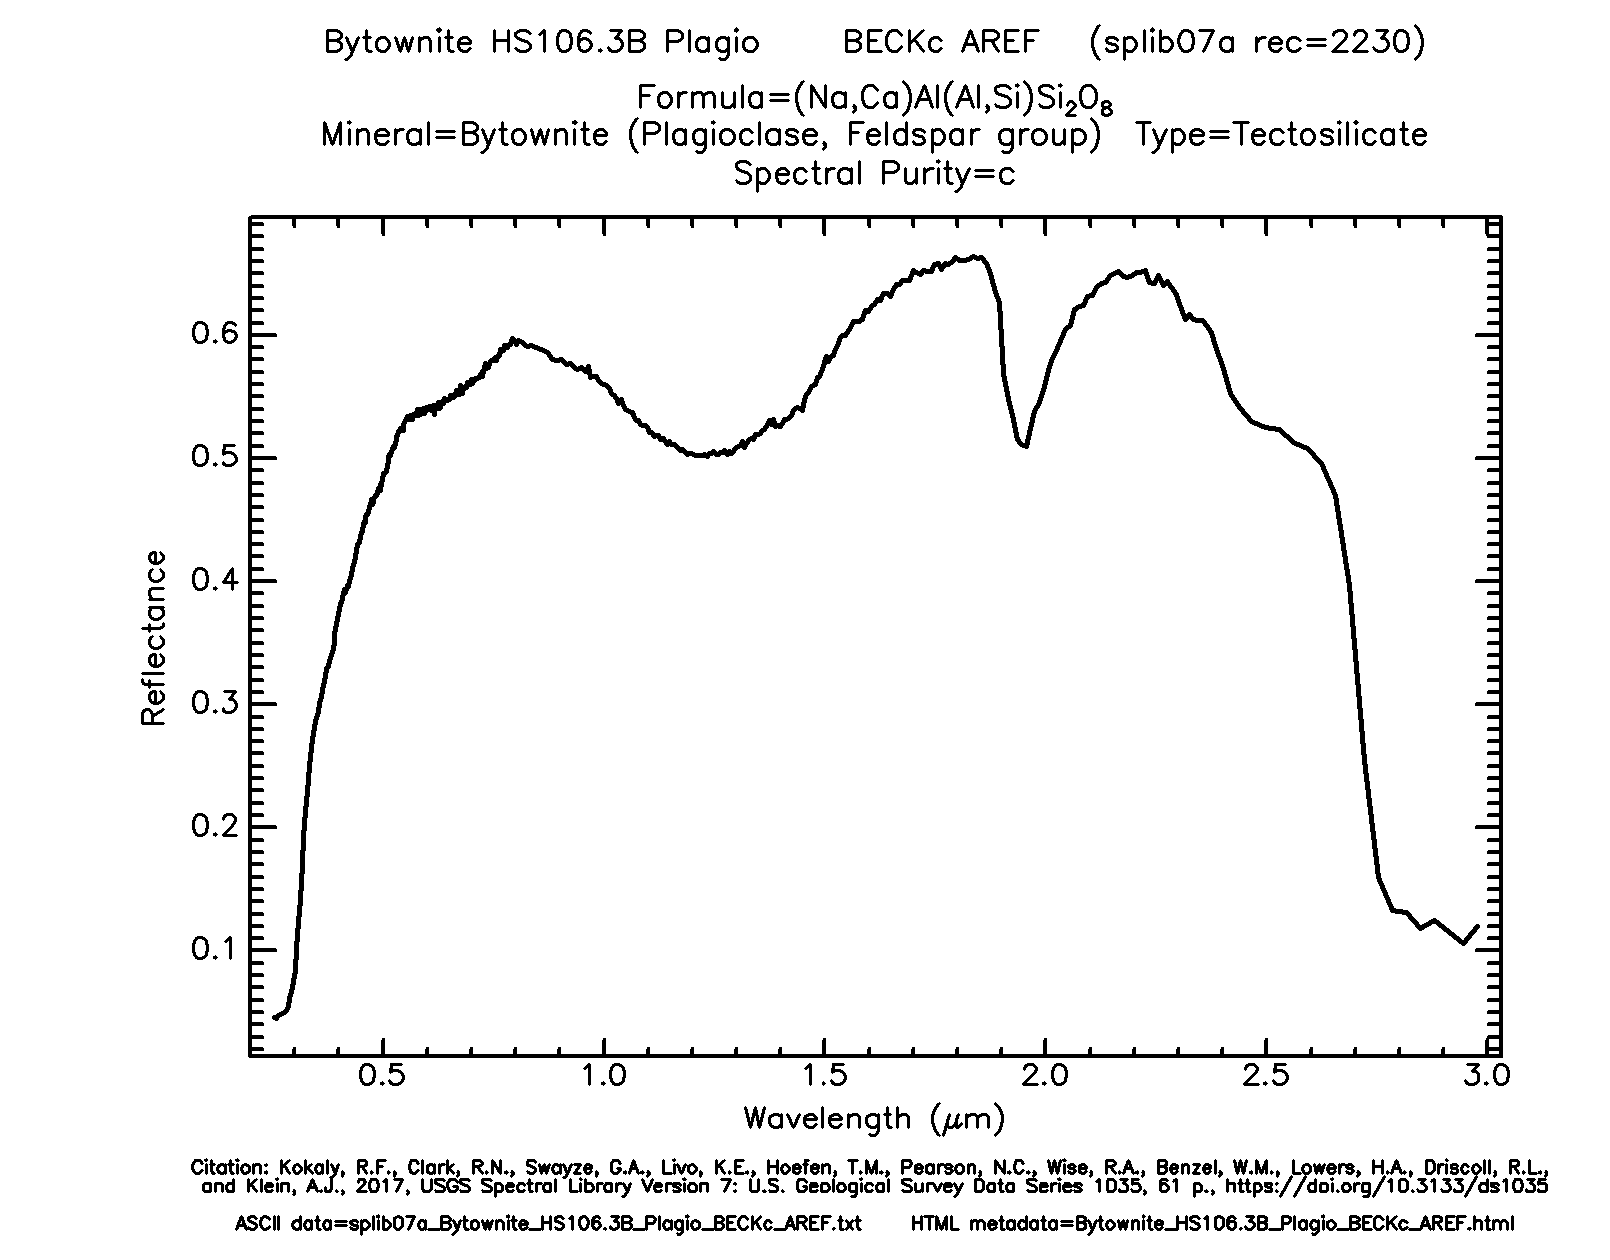 Bytownite HS106.3B Plagio BECKc AREF (splib07a rec=2230)
Formula=(Na,Ca)Al(Al,Si)Si₂O₈
Mineral=Bytownite (Plagioclase, Feldspar group) Type=Tectosilicate
Spectral Purity=c
0.6
0.5
0.4
0.3
0.2
0.1
Reflectance
0.5 1.0 1.5 2.0 2.5 3.0
Wavelength (μm)
Citation: Kokaly, R.F., Clark, R.N., Swayze, G.A., Livo, K.E., Hoefen, T.M., Pearson, N.C., Wise, R.A., Benzel, W.M., Lowers, H.A., Driscoll, R.L.,
and Klein, A.J., 2017, USGS Spectral Library Version 7: U.S. Geological Survey Data Series 1035, 61 p., https://doi.org/10.3133/ds1035
ASCII data=splib07a_Bytownite_HS106.3B_Plagio_BECKc_AREF.txt HTML metadata=Bytownite_HS106.3B_Plagio_BECKc_AREF.html